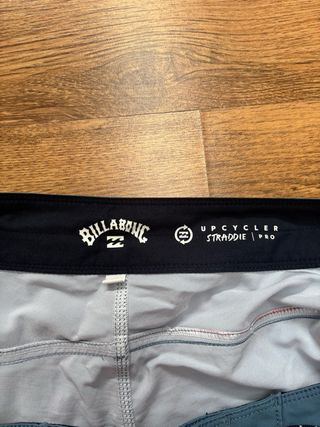 BILLABONG
UPCYCLER
STRADDIE | PRO